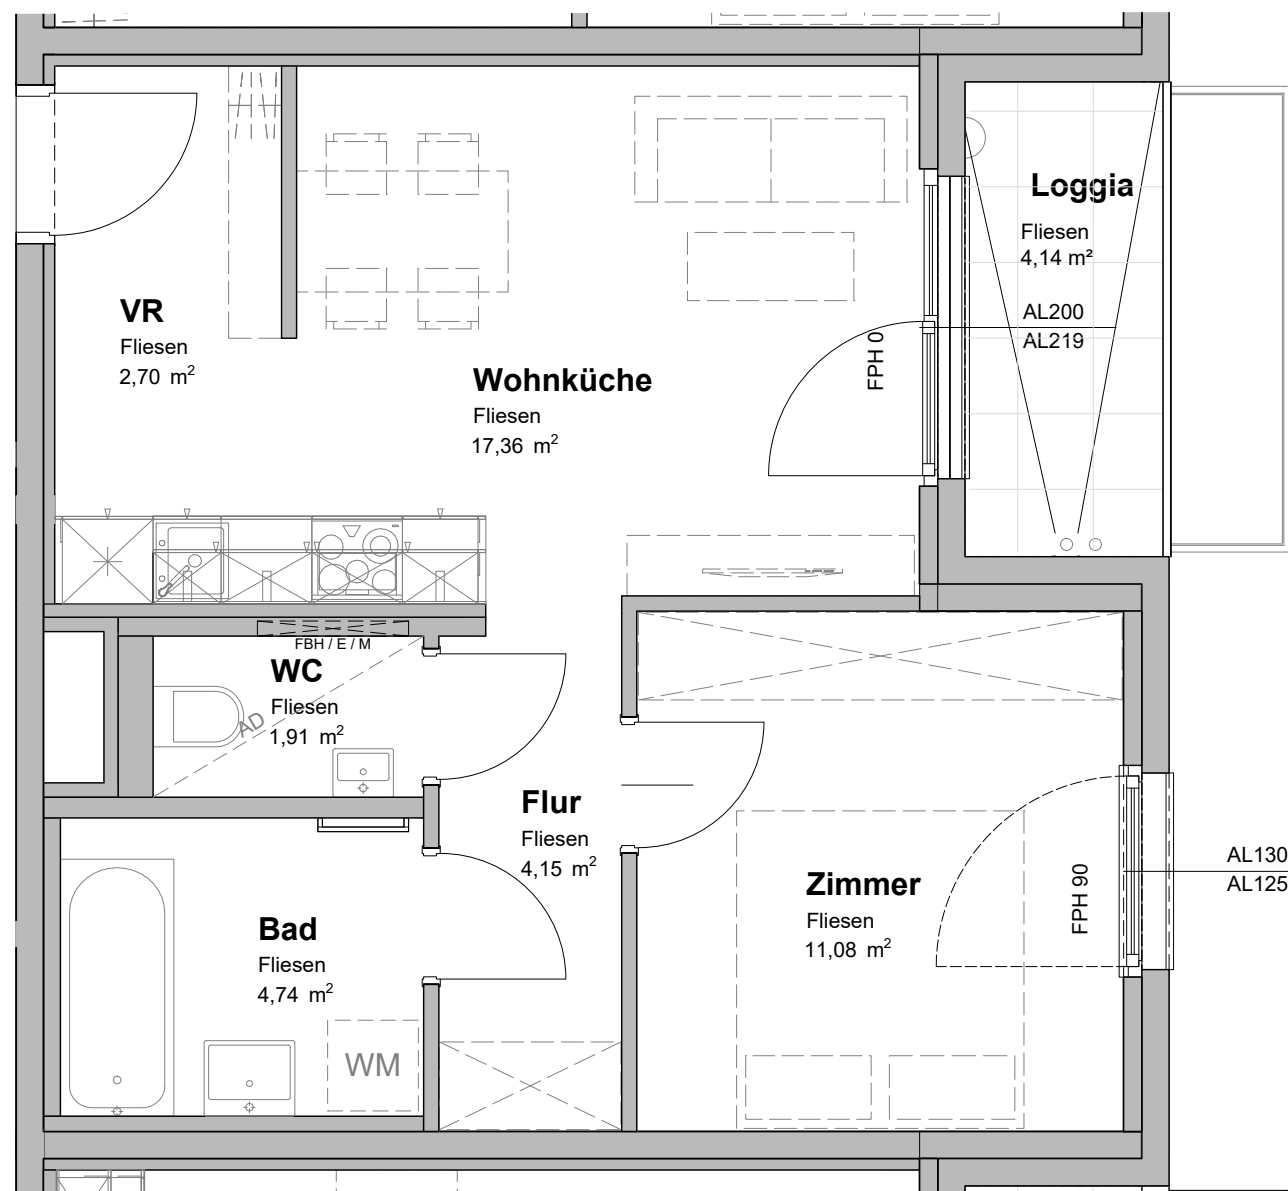 Loggia
Fliesen
4,14 m²
AL200
AL219
VR
Fliesen
2,70 m²
Wohnküche
Fliesen
17,36 m²
FPH 0
FBH / E / M
WC
Fliesen
1,91 m²
AD
Flur
Fliesen
4,15 m²
Zimmer
Fliesen
11,08 m²
FPH 90
AL130
AL125
Bad
Fliesen
4,74 m²
WM